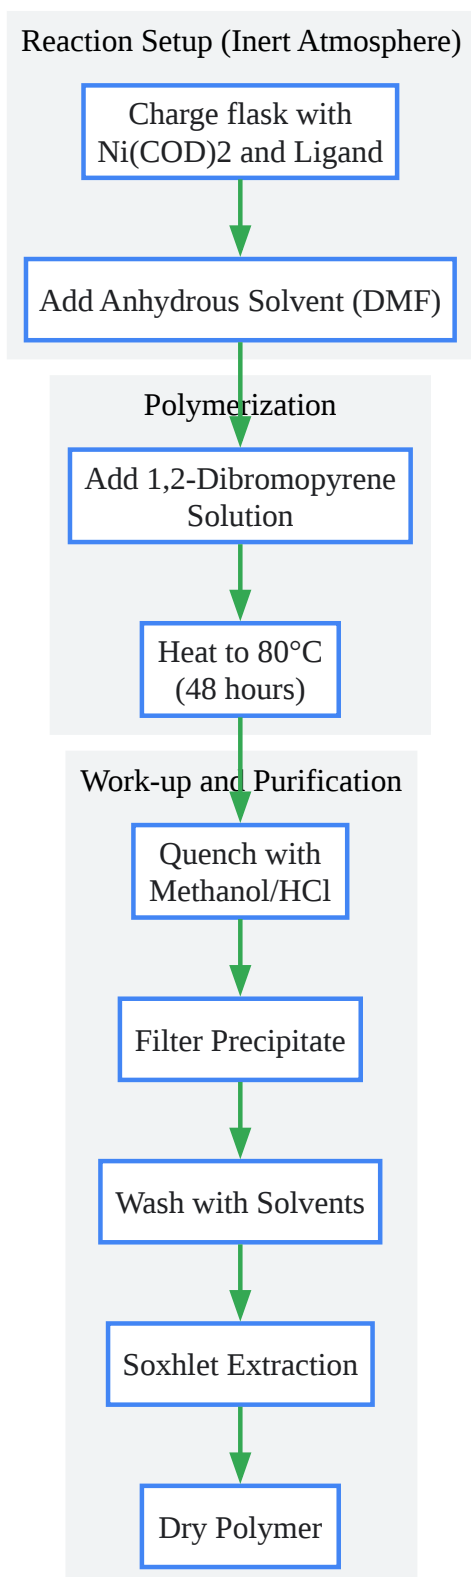 Reaction Setup (Inert Atmosphere)
Charge flask with
Ni(COD)2 and Ligand
Add Anhydrous Solvent (DMF)
Polymerization
Add 1,2-Dibromopyrene
Solution
Heat to 80°C
(48 hours)
Work-up and Purification
Quench with
Methanol/HCl
Filter Precipitate
Wash with Solvents
Soxhlet Extraction
Dry Polymer